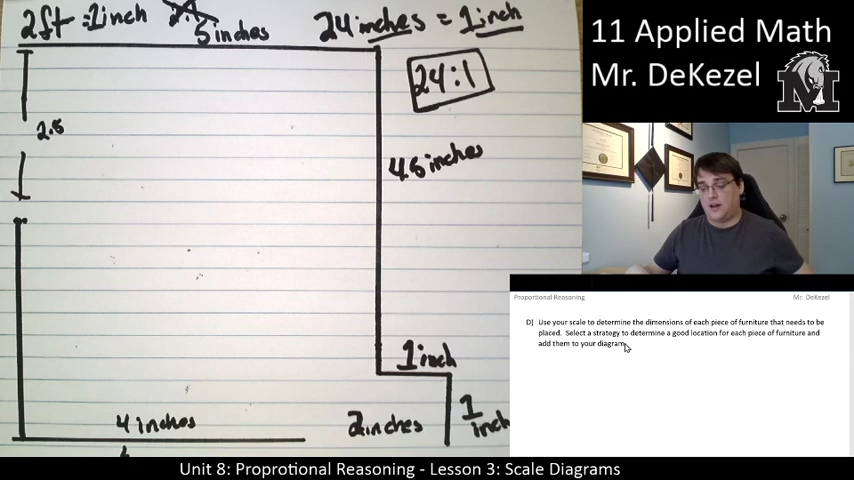 2ft = 1inch
5 inches
24 inches = 1 inch
24:1
2.5
4.5 inches
1 inch
4 inches
2 inches
1 inch
11 Applied Math
Mr. DeKezel
M
Proportional Reasoning
Mr. DeKezel
D) Use your scale to determine the dimensions of each piece of furniture that needs to be
placed. Select a strategy to determine a good location for each piece of furniture and
add them to your diagram.
Unit 8: Proprotional Reasoning - Lesson 3: Scale Diagrams